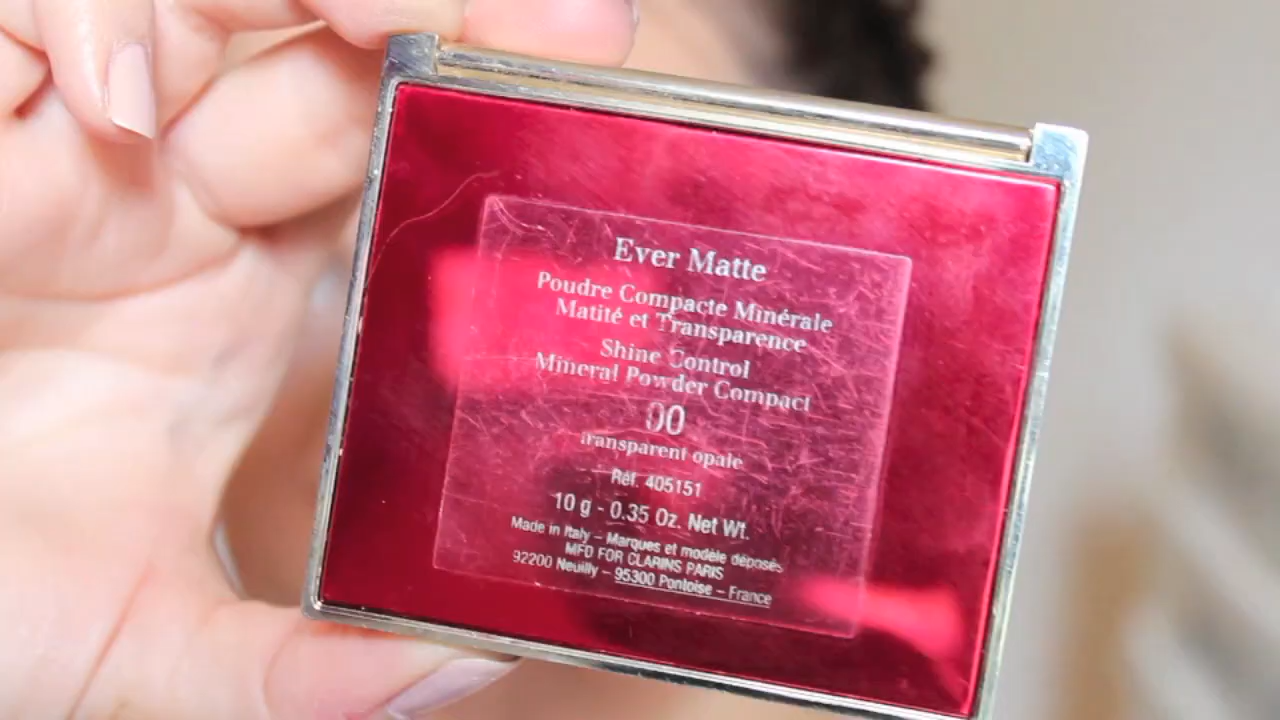 Ever Matte
Poudre Compacte Minérale
Matité et Transparence
Shine Control
Mineral Powder Compact
00
Transparent opale
Réf. 405151
10 g - 0.35 Oz. Net Wt.
Made in Italy - Marques et modèle déposés
MFD FOR CLARINS PARIS
92200 Neuilly - 95300 Pontoise - France